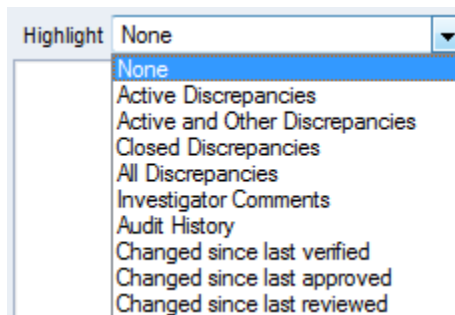 Highlight None
None
Active Discrepancies
Active and Other Discrepancies
Closed Discrepancies
All Discrepancies
Investigator Comments
Audit History
Changed since last verified
Changed since last approved
Changed since last reviewed